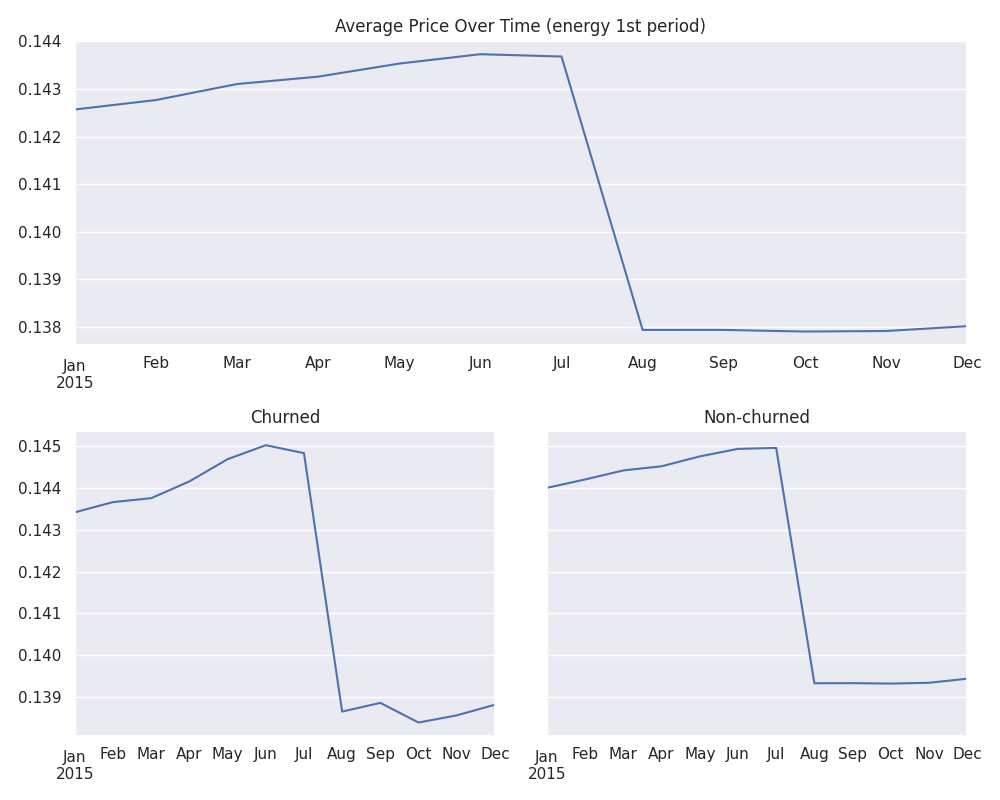 Average Price Over Time (energy 1st period)
0.144
0.143
0.142
0.141
0.140
0.139
0.138
Jan Feb Mar Apr May Jun Jul Aug Sep Oct Nov Dec
2015
Churned
0.145
0.144
0.143
0.142
0.141
0.140
0.139
Jan Feb Mar Apr May Jun Jul Aug Sep Oct Nov Dec
2015
Non-churned
Jan Feb Mar Apr May Jun Jul Aug Sep Oct Nov Dec
2015